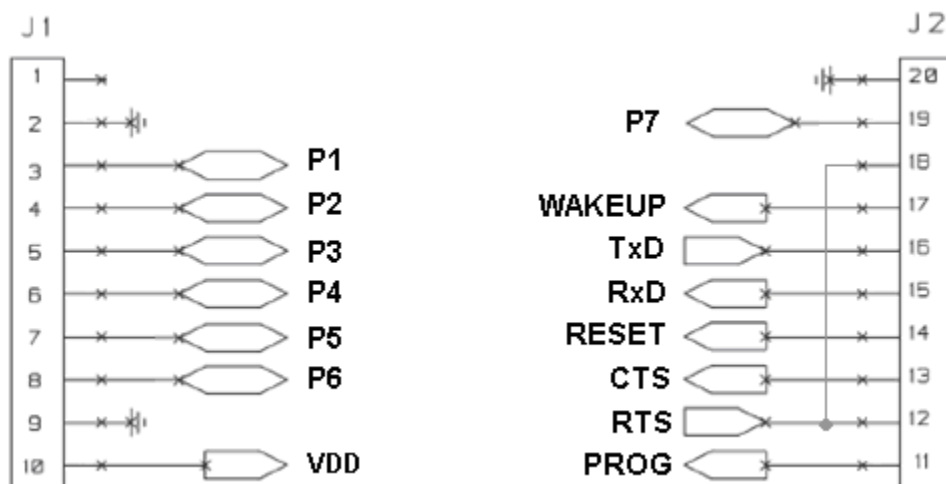 J1
J2
1
20
2
P7
19
3
P1
18
4
P2
WAKEUP
17
5
P3
TxD
16
6
P4
RxD
15
7
P5
RESET
14
8
P6
CTS
13
9
RTS
12
10
VDD
PROG
11